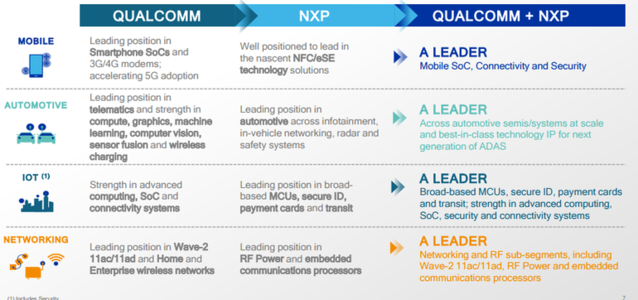 QUALCOMM
NXP
QUALCOMM + NXP
MOBILE
Leading position in
Smartphone SoCs and
3G/4G modems;
accelerating 5G adoption
Well positioned to lead in
the nascent NFC/eSE
technology solutions
A LEADER
Mobile SoC, Connectivity and Security
AUTOMOTIVE
Leading position in
telematics and strength in
compute, graphics, machine
learning, computer vision,
sensor fusion and wireless
charging
Leading position in
automotive across infotainment,
in-vehicle networking, radar and
safety systems
A LEADER
Across automotive semis/systems at scale
and best-in-class technology IP for next
generation of ADAS
IOT (1)
Strength in advanced
computing, SoC and
connectivity systems
Leading position in broad-
based MCUs, secure ID,
payment cards and transit
A LEADER
Broad-based MCUs, secure ID, payment cards
and transit; strength in advanced computing,
SoC, security and connectivity systems
NETWORKING
Leading position in Wave-2
11ac/11ad and Home and
Enterprise wireless networks
Leading position in
RF Power and embedded
communications processors
A LEADER
Networking and RF sub-segments, including
Wave-2 11ac/11ad, RF Power and embedded
communications processors
(1) Includes Security
7